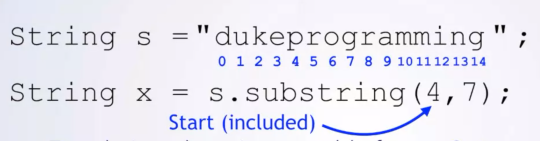 String s ="dukeprogramming";
0 1 2 3 4 5 6 7 8 9 10 11 12 13 14
String x = s.substring(4,7);
Start (included)